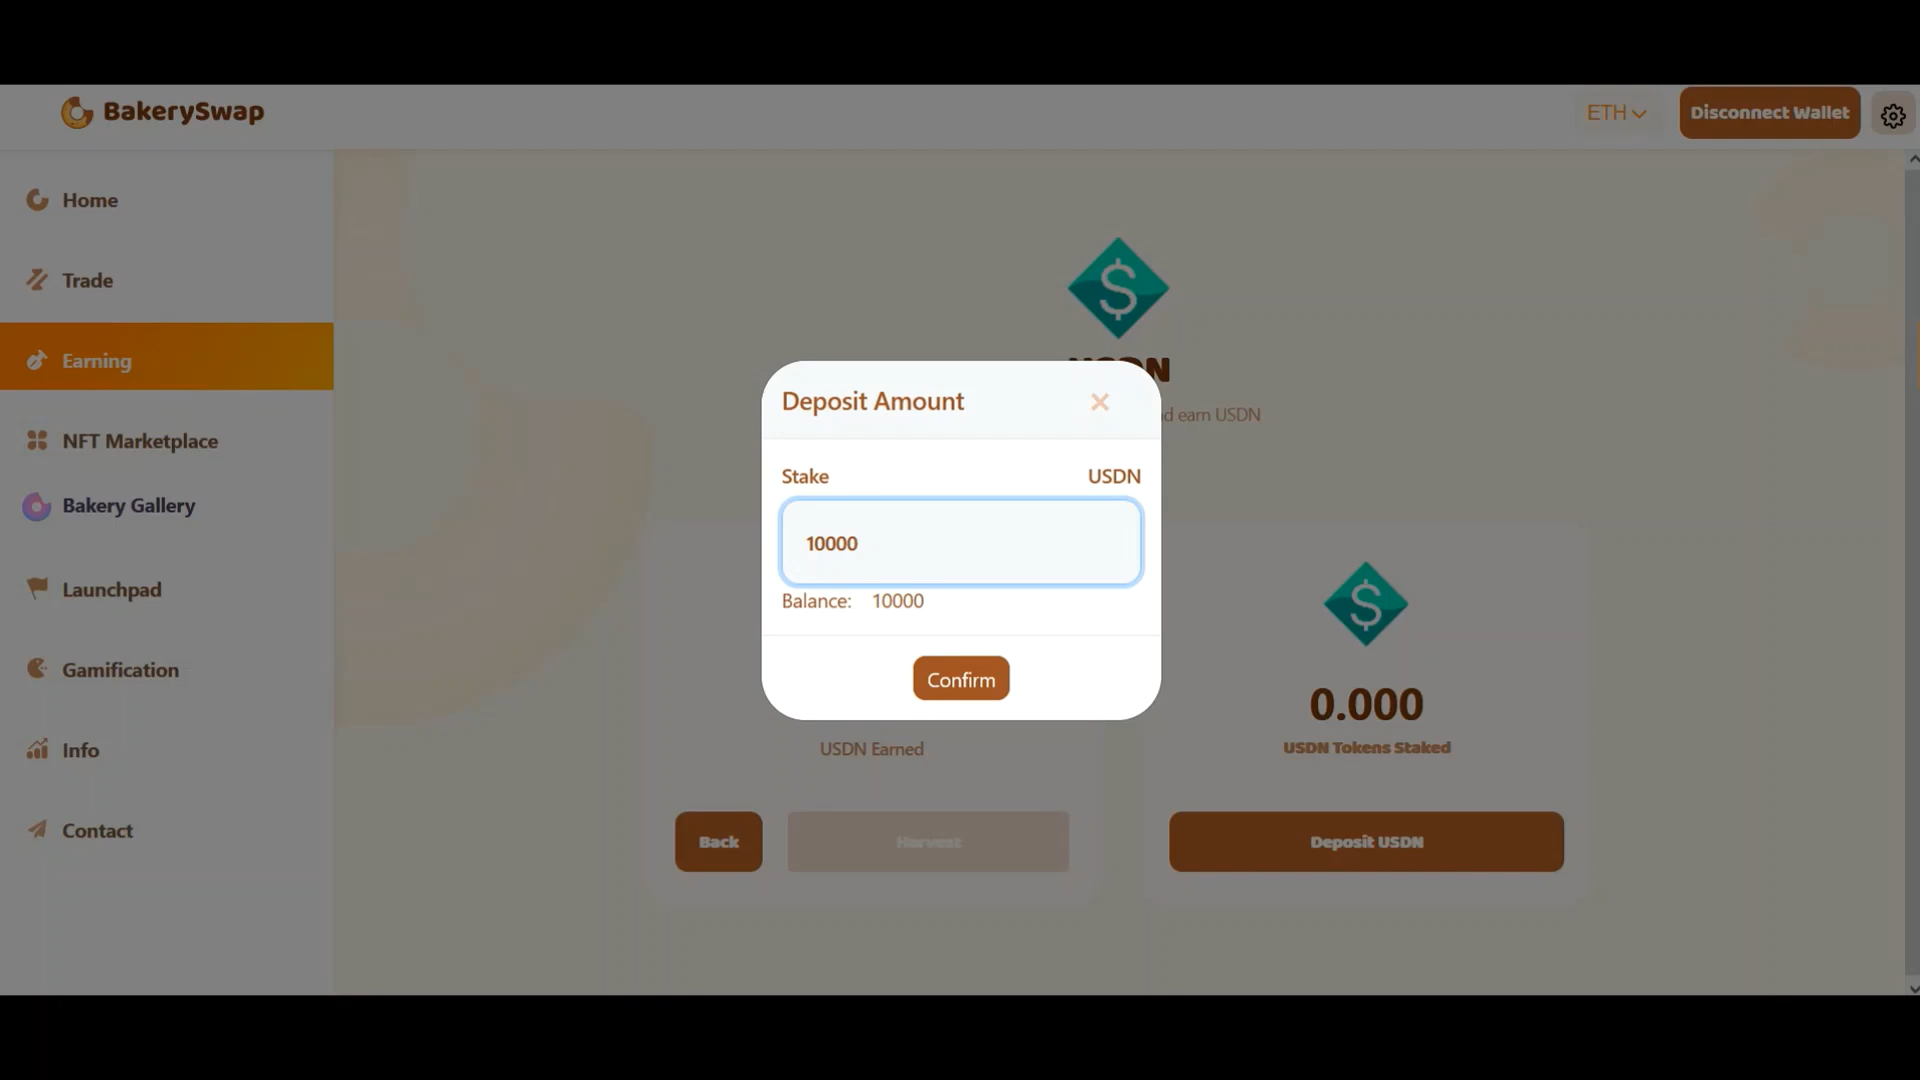 BakerySwap
ETH
Disconnect Wallet
Home
Trade
Earning
NFT Marketplace
Bakery Gallery
Launchpad
Gamification
Info
Contact
d earn USDN
Deposit Amount
Stake
USDN
10000
Balance: 10000
Confirm
USDN Earned
Back
Harvest
0.000
USDN Tokens Staked
Deposit USDN